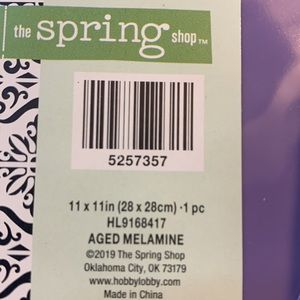 the spring shop™
5257357
11 x 11in (28 x 28cm) · 1 pc
HL9168417
AGED MELAMINE
©2019 The Spring Shop
Oklahoma City, OK 73179
www.hobbylobby.com
Made in China